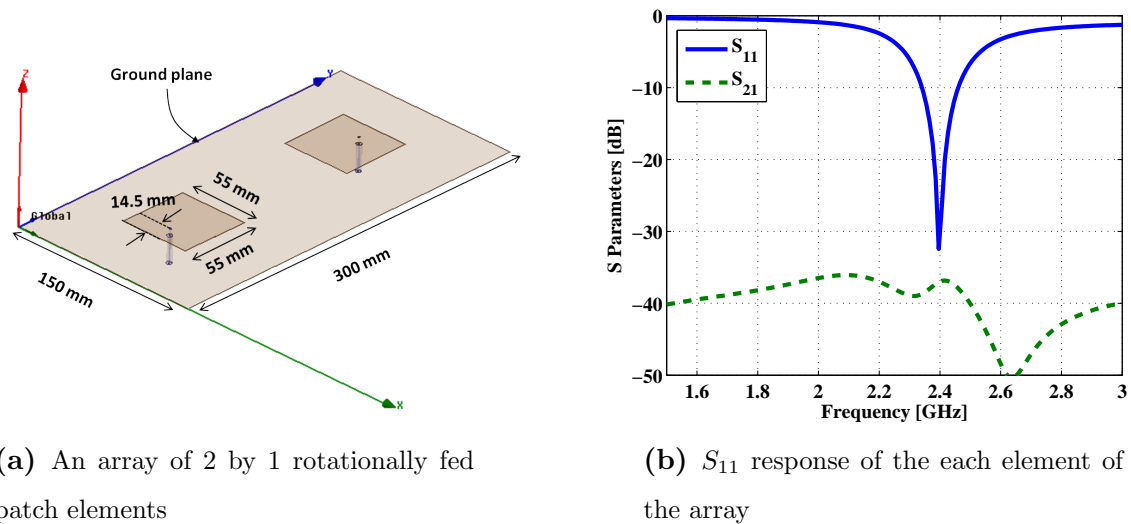 Z
Ground plane
Y
Global
14.5 mm
55 mm
55 mm
150 mm
300 mm
X
0
−10
−20
−30
−40
−50
S Parameters [dB]
S11
S21
1.6 1.8 2 2.2 2.4 2.6 2.8 3
Frequency [GHz]
(a) An array of 2 by 1 rotationally fed
patch elements
(b) S11 response of the each element of
the array